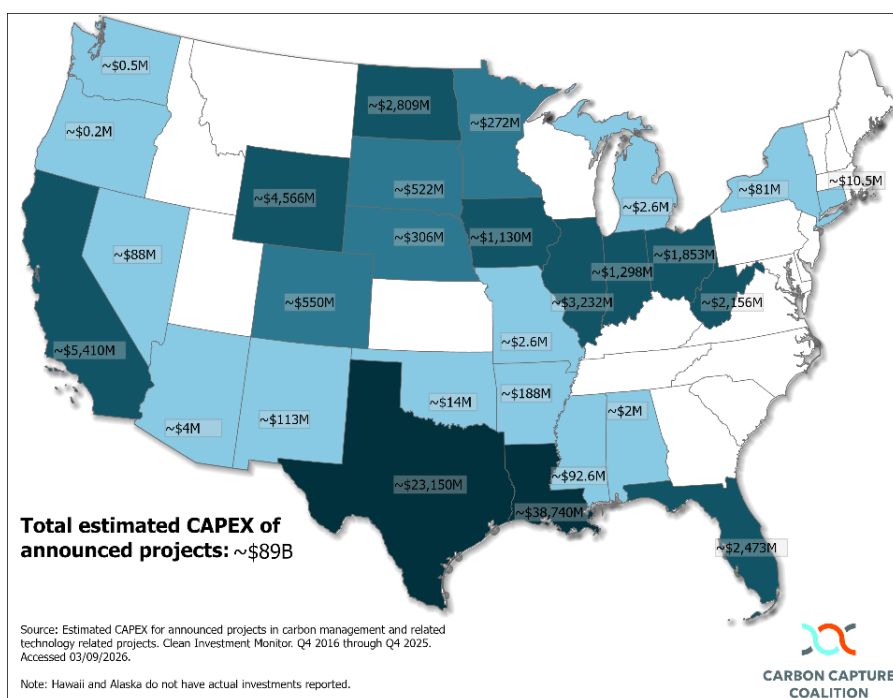 ~$0.5M
~$2,809M
~$272M
~$0.2M
~$10.5M
~$522M
~$81M
~$4,566M
~$2.6M
~$306M
~$1,130M
~$88M
~$1,853M
~$1,298M
~$550M
~$3,232M
~$2,156M
~$5,410M
~$2.6M
~$188M
~$14M
~$2M
~$113M
~$4M
~$92.6M
~$23,150M
~$38,740M
~$2,473M
Total estimated CAPEX of
announced projects: ~$89B
Source: Estimated CAPEX for announced projects in carbon management and related
technology related projects. Clean Investment Monitor. Q4 2016 through Q4 2025.
Accessed 03/09/2026.
Note: Hawaii and Alaska do not have actual investments reported.
CARBON CAPTURE
COALITION